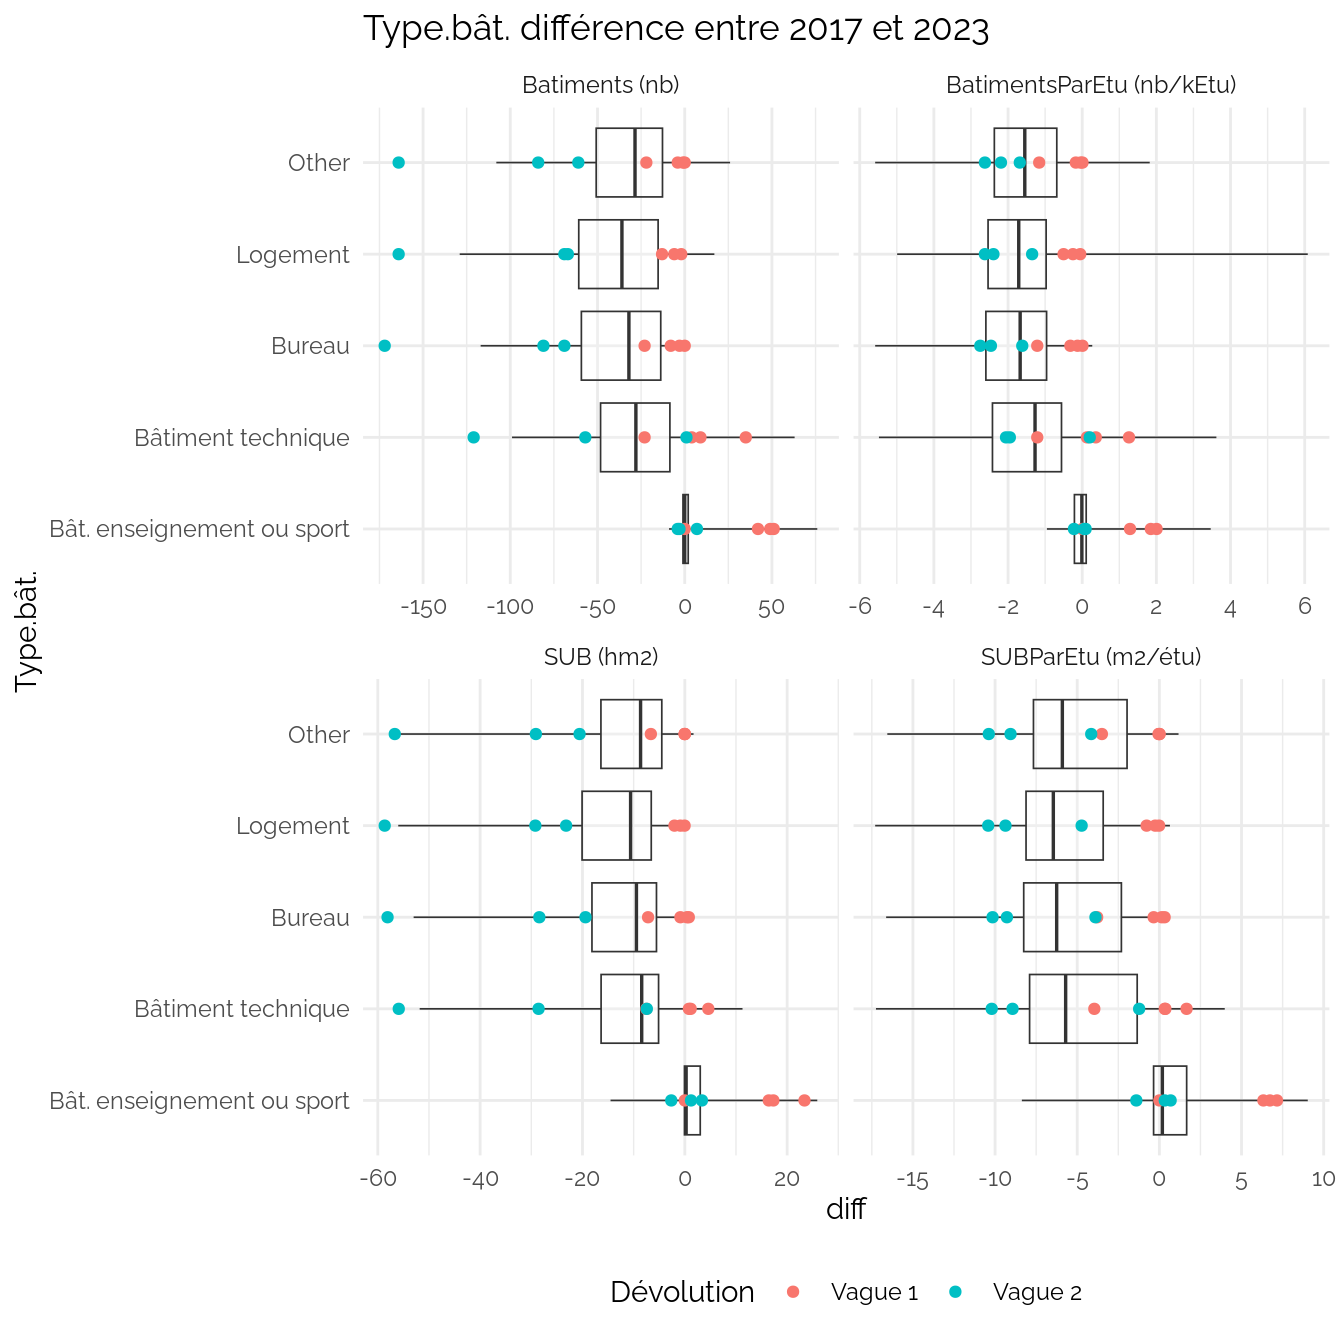 Type.bât. différence entre 2017 et 2023
Batiments (nb)
BatimentsParEtu (nb/kEtu)
Other
Logement
Bureau
Bâtiment technique
Bât. enseignement ou sport
-150 -100 -50 0 50
-6 -4 -2 0 2 4 6
Type.bât.
SUB (hm2)
SUBParEtu (m2/étu)
Other
Logement
Bureau
Bâtiment technique
Bât. enseignement ou sport
-60 -40 -20 0 20
-15 -10 -5 0 5 10
diff
Dévolution Vague 1 Vague 2